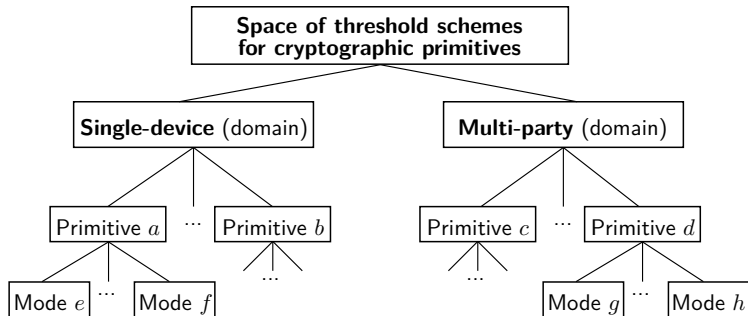 Space of threshold schemes
for cryptographic primitives
Single-device (domain)
Multi-party (domain)
Primitive a
...
Primitive b
Primitive c
...
Primitive d
...
...
Mode e
...
Mode f
Mode g
...
Mode h